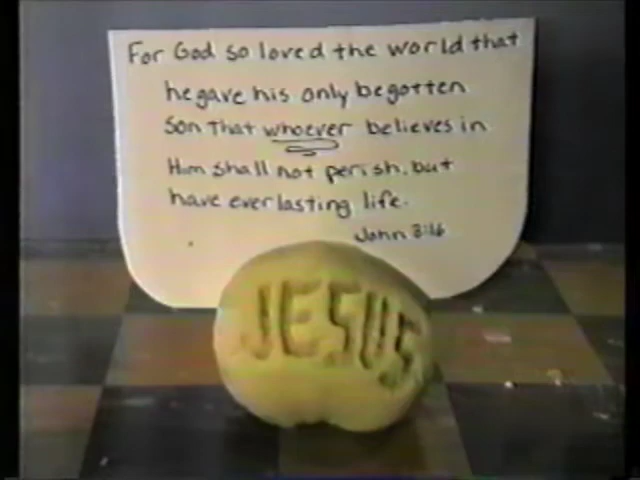 For God so loved the world that
he gave his only begotten
Son that whoever believes in
Him shall not perish, but
have everlasting life.
John 3:16
JESUS